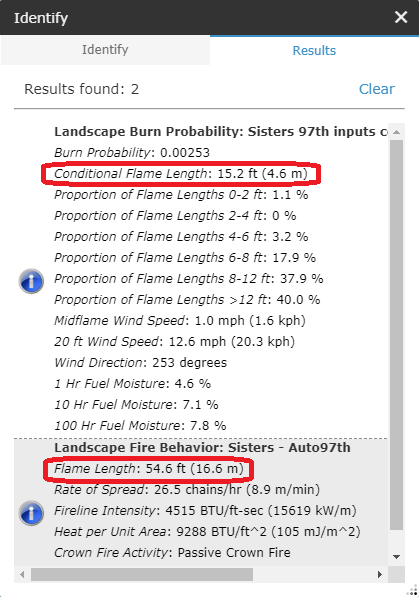 Identify
Identify
Results
Results found: 2
Clear
Landscape Burn Probability: Sisters 97th inputs co
Burn Probability: 0.00253
Conditional Flame Length: 15.2 ft (4.6 m)
Proportion of Flame Lengths 0-2 ft: 1.1 %
Proportion of Flame Lengths 2-4 ft: 0 %
Proportion of Flame Lengths 4-6 ft: 3.2 %
Proportion of Flame Lengths 6-8 ft: 17.9 %
Proportion of Flame Lengths 8-12 ft: 37.9 %
Proportion of Flame Lengths >12 ft: 40.0 %
Midflame Wind Speed: 1.0 mph (1.6 kph)
20 ft Wind Speed: 12.6 mph (20.3 kph)
Wind Direction: 253 degrees
1 Hr Fuel Moisture: 4.6 %
10 Hr Fuel Moisture: 7.1 %
100 Hr Fuel Moisture: 7.8 %
Landscape Fire Behavior: Sisters - Auto97th
Flame Length: 54.6 ft (16.6 m)
Rate of Spread: 26.5 chains/hr (8.9 m/min)
Fireline Intensity: 4515 BTU/ft-sec (15619 kW/m)
Heat per Unit Area: 9288 BTU/ft^2 (105 mJ/m^2)
Crown Fire Activity: Passive Crown Fire